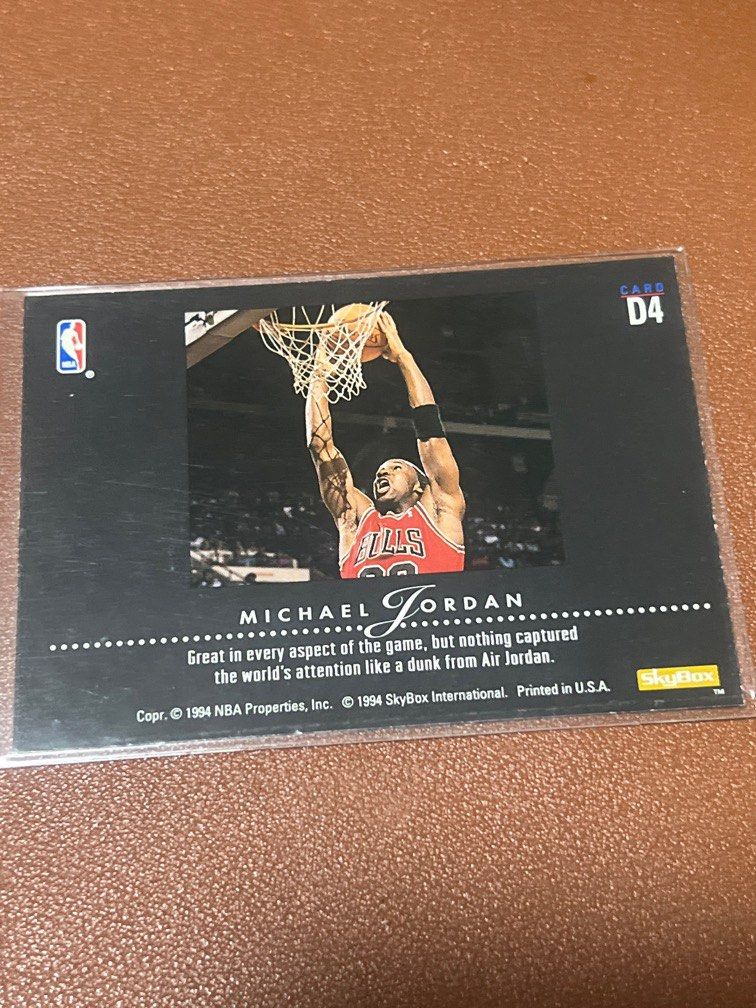 CARD
D4
NBA
®
BULLS
MICHAEL JORDAN
Great in every aspect of the game, but nothing captured
the world's attention like a dunk from Air Jordan.
SkyBox
TM
Copr. © 1994 NBA Properties, Inc. © 1994 SkyBox International. Printed in U.S.A.